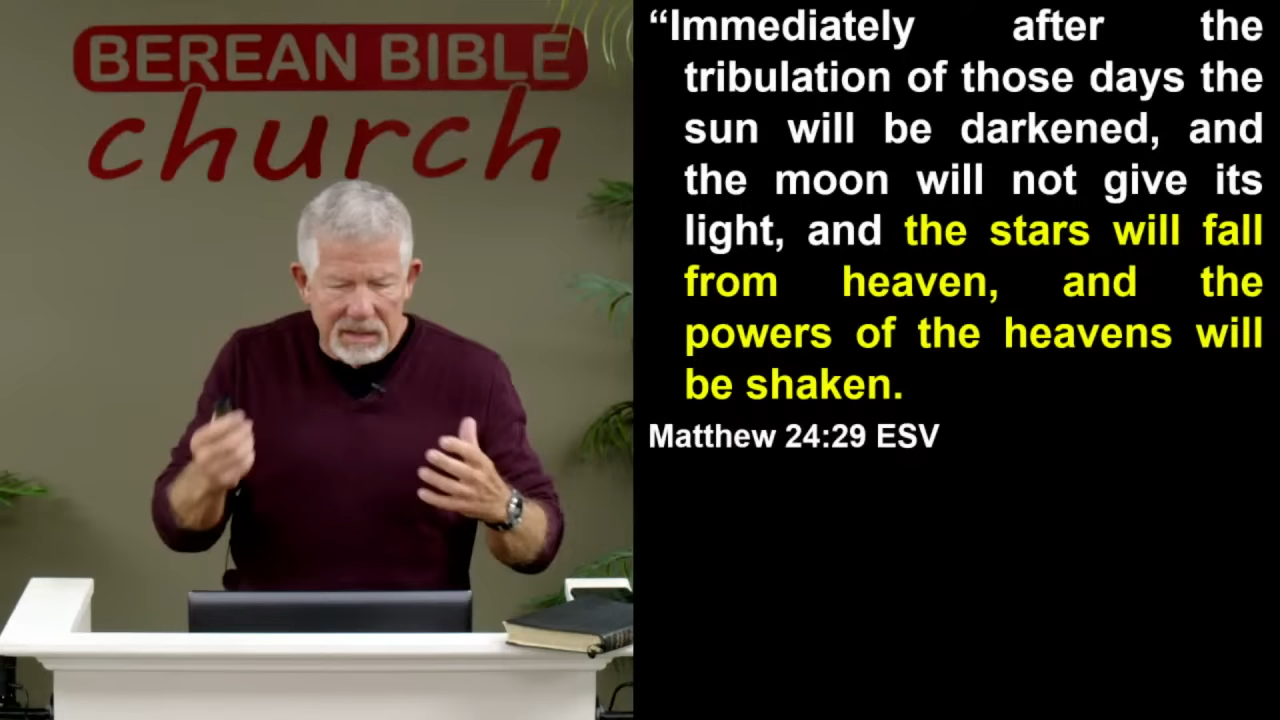 BEREAN BIBLE
church
“Immediately after the
tribulation of those days the
sun will be darkened, and
the moon will not give its
light, and the stars will fall
from heaven, and the
powers of the heavens will
be shaken.
Matthew 24:29 ESV